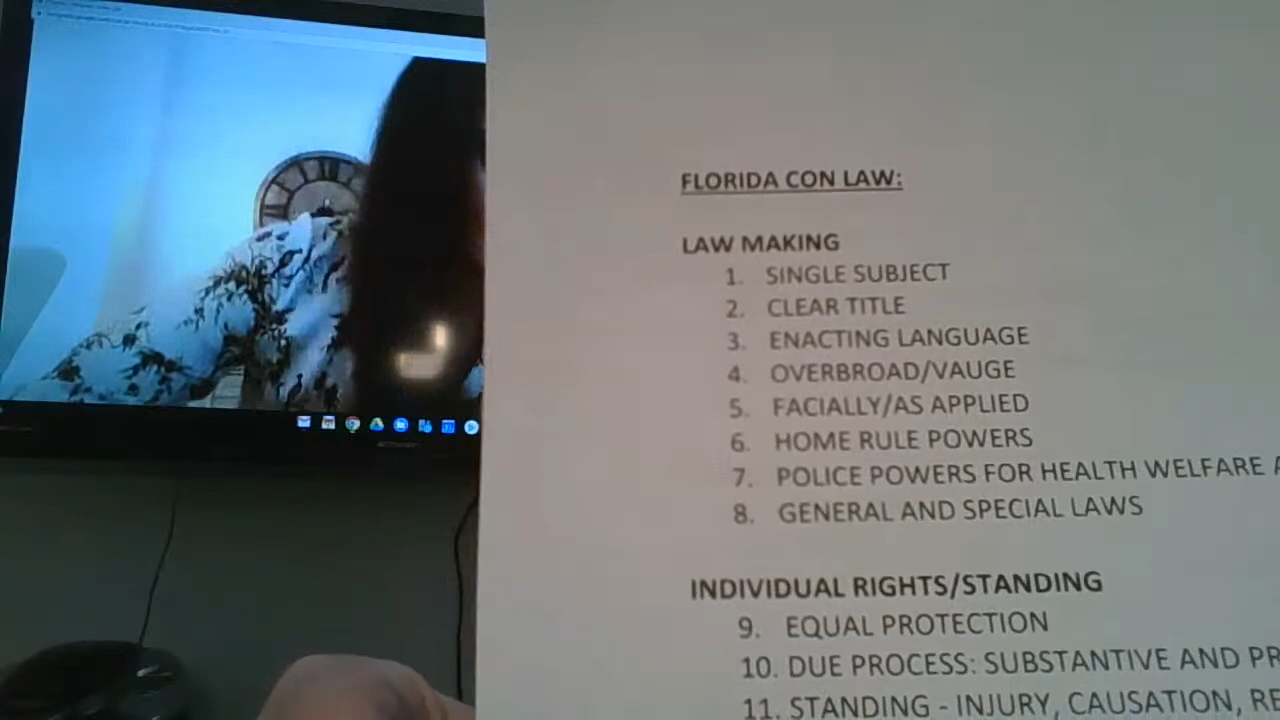 FLORIDA CON LAW:
LAW MAKING
1. SINGLE SUBJECT
2. CLEAR TITLE
3. ENACTING LANGUAGE
4. OVERBROAD/VAUGE
5. FACIALLY/AS APPLIED
6. HOME RULE POWERS
7. POLICE POWERS FOR HEALTH WELFARE A
8. GENERAL AND SPECIAL LAWS
INDIVIDUAL RIGHTS/STANDING
9. EQUAL PROTECTION
10. DUE PROCESS: SUBSTANTIVE AND PR
11. STANDING - INJURY, CAUSATION, RE